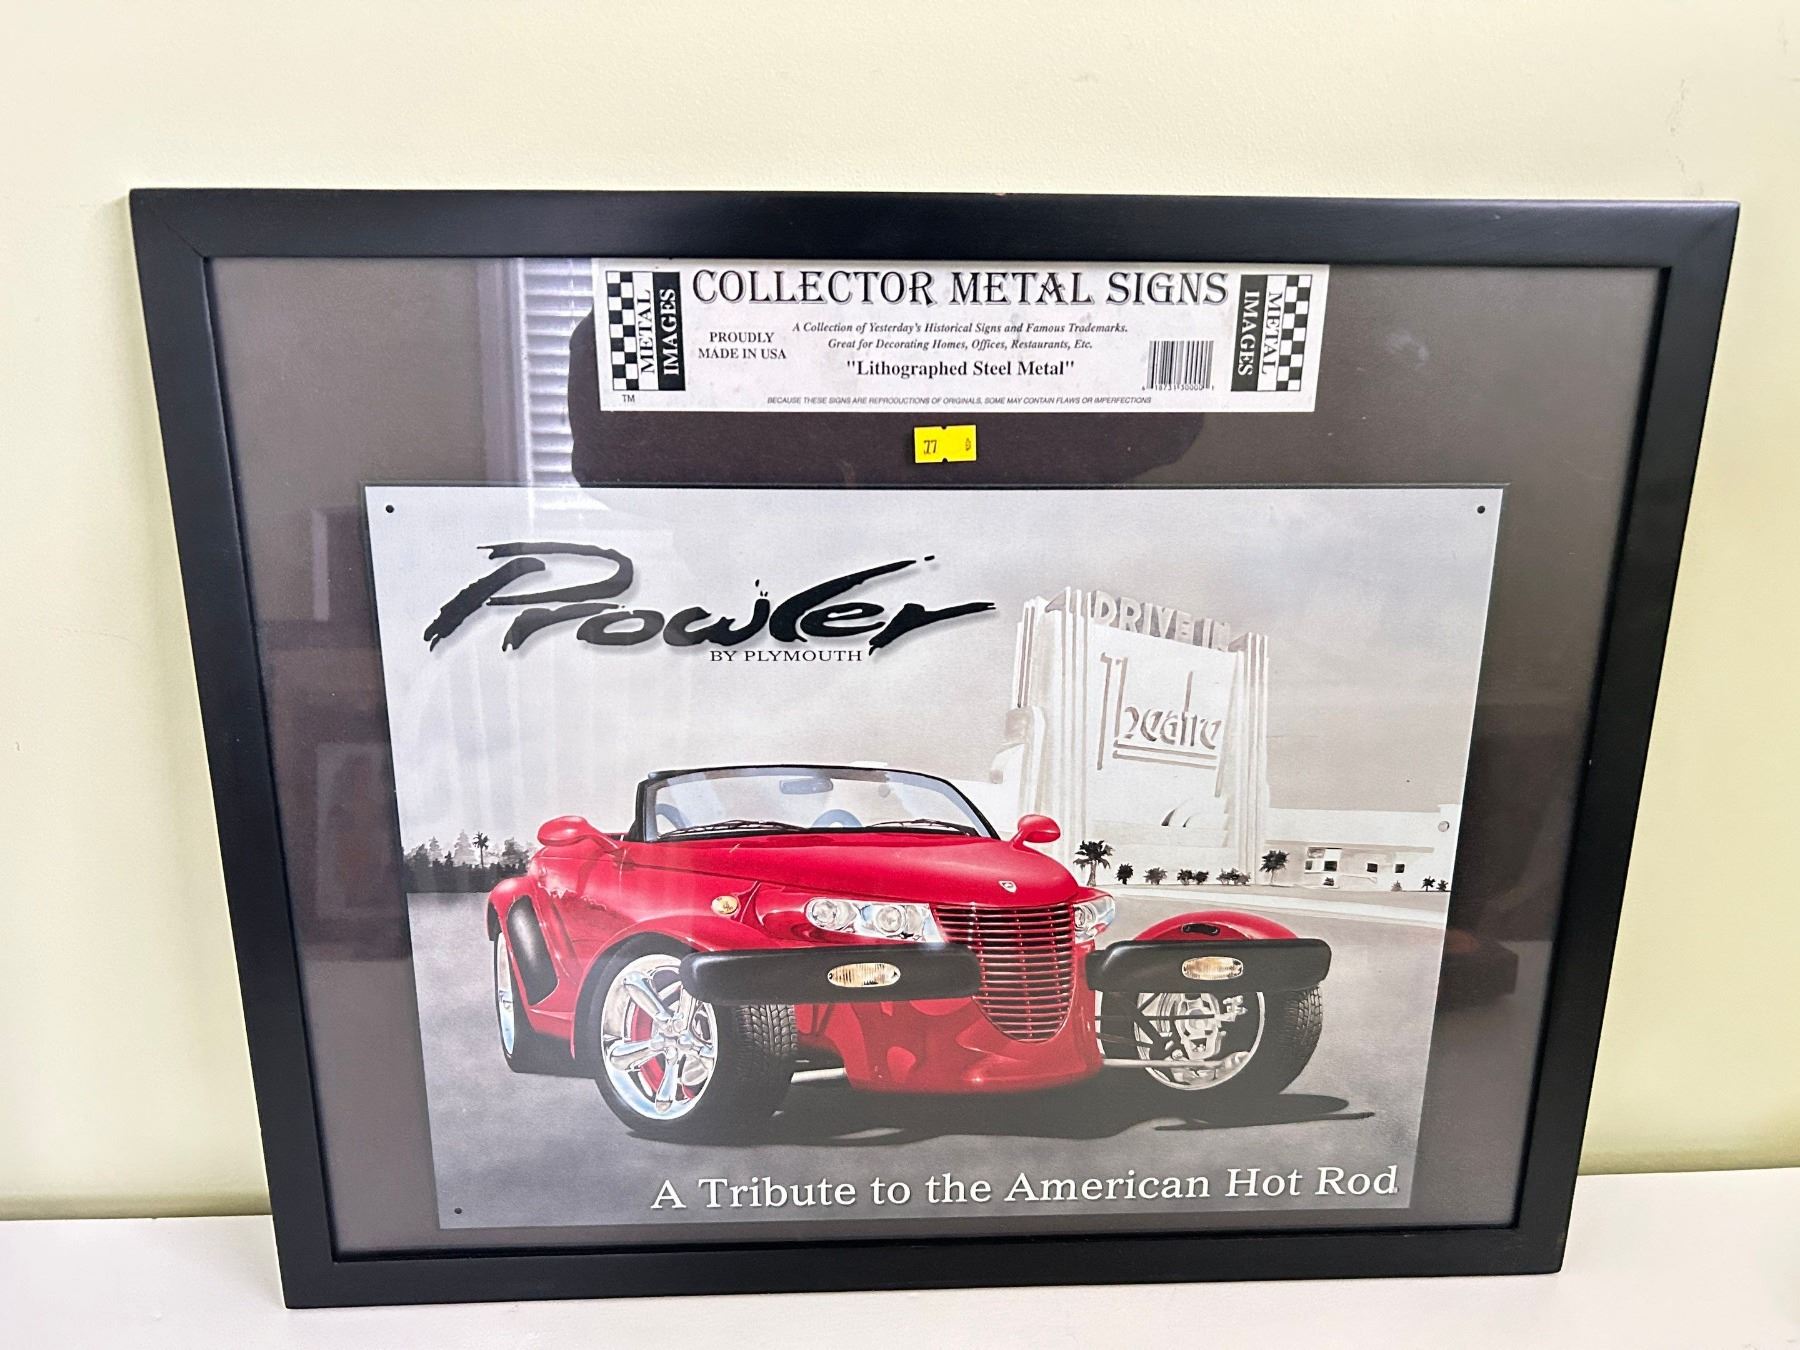 COLLECTOR METAL SIGNS
METAL IMAGES
A Collection of Yesterday's Historical Signs and Famous Trademarks.
Great for Decorating Homes, Offices, Restaurants, Etc.
PROUDLY
MADE IN USA
"Lithographed Steel Metal"
METAL IMAGES
TM
BECAUSE THESE SIGNS ARE REPRODUCTIONS OF ORIGINALS, SOME MAY CONTAIN FLAWS OR IMPERFECTIONS
77
Prowler
BY PLYMOUTH
DRIVE IN
Theatre
A Tribute to the American Hot Rod